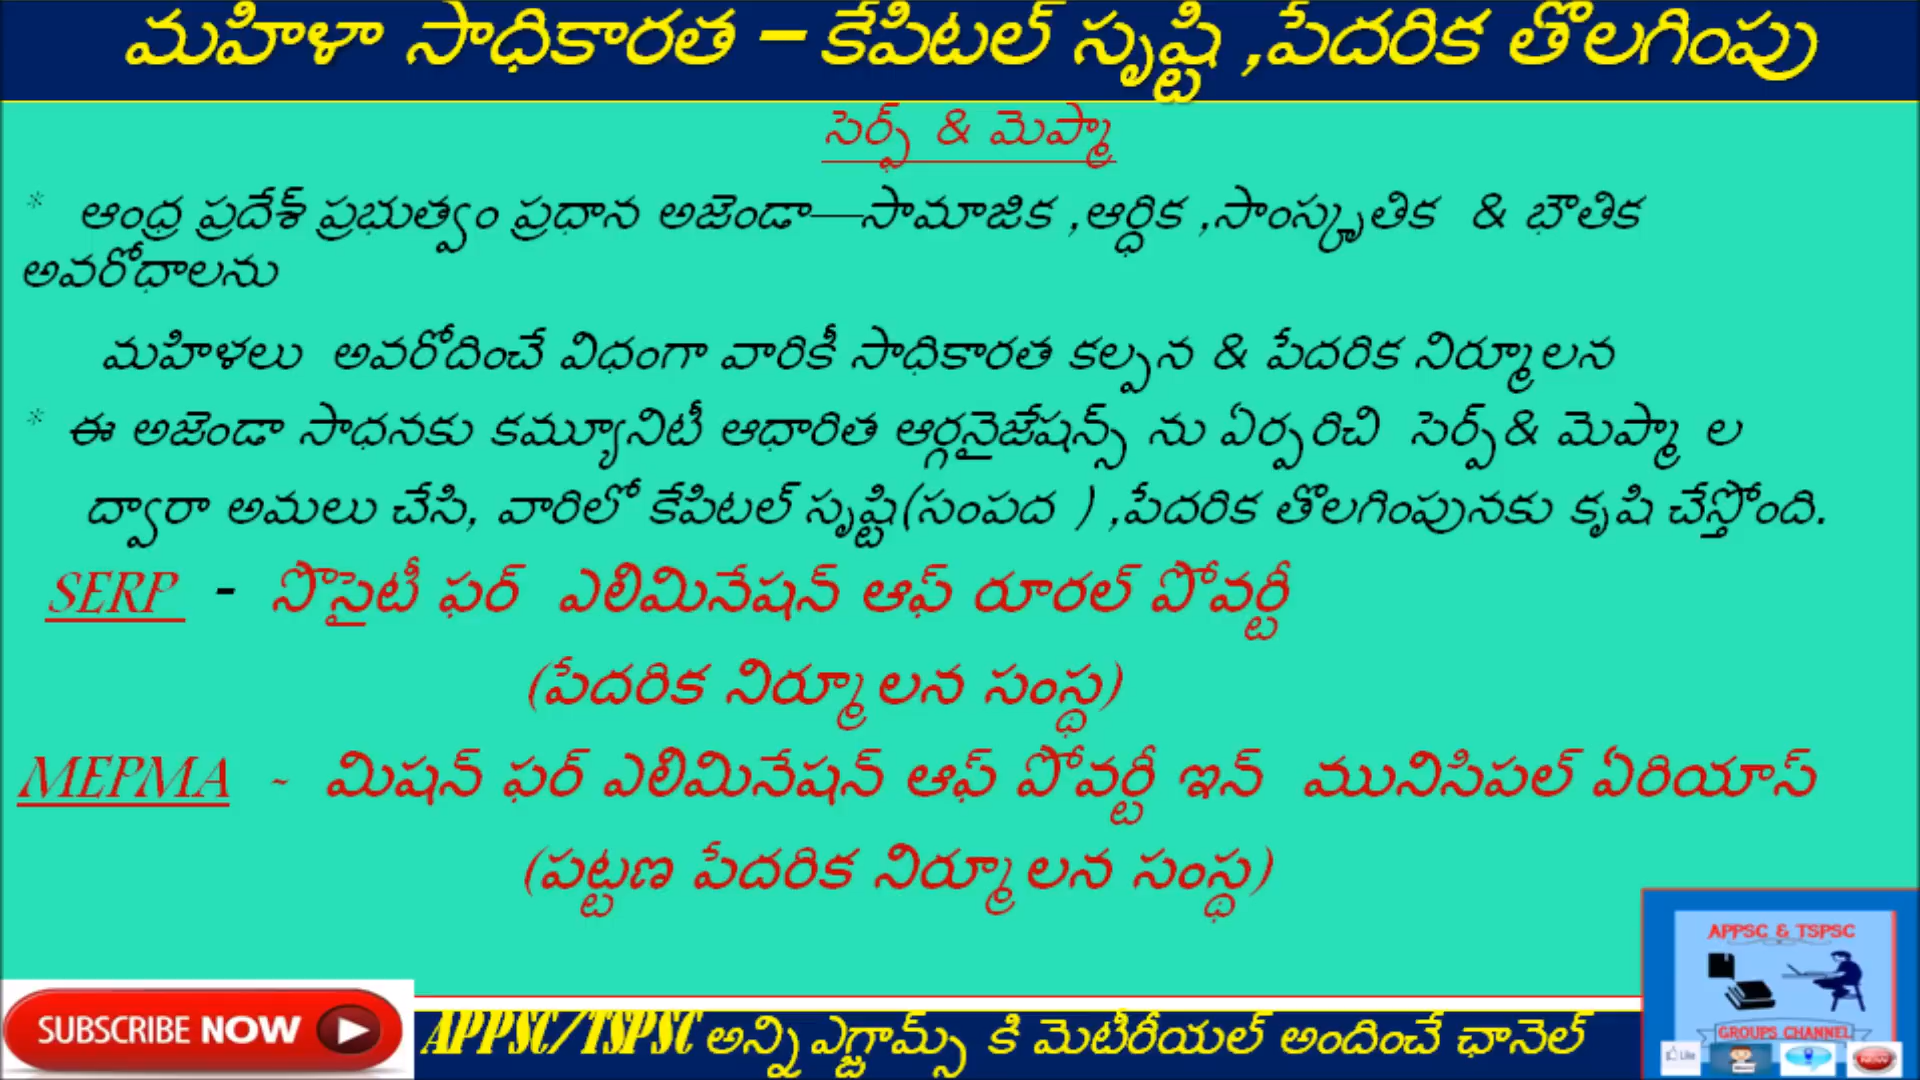 మహిళా సాధికారత – కేపిటల్ సృష్టి ,పేదరిక తొలగింపు
సెర్ప్ & మెప్మా
* ఆంధ్ర ప్రదేశ్ ప్రభుత్వం ప్రధాన అజెండా—సామాజిక ,ఆర్ధిక ,సాంస్కృతిక & భౌతిక
అవరోధాలను
మహిళలు అవరోదించే విధంగా వారికీ సాధికారత కల్పన & పేదరిక నిర్మూలన
* ఈ అజెండా సాధనకు కమ్యూనిటీ ఆధారిత ఆర్గనైజేషన్స్ ను ఏర్పరిచి సెర్ప్& మెప్మా ల
ద్వారా అమలు చేసి, వారిలో కేపిటల్ సృష్టి(సంపద ) ,పేదరిక తొలగింపునకు కృషి చేస్తోంది.
SERP - సొసైటీ ఫర్ ఎలిమినేషన్ ఆఫ్ రూరల్ పోవర్టీ
(పేదరిక నిర్మూలన సంస్థ)
MEPMA - మిషన్ ఫర్ ఎలిమినేషన్ ఆఫ్ పోవర్టీ ఇన్ మునిసిపల్ ఏరియాస్
(పట్టణ పేదరిక నిర్మూలన సంస్థ)
APPSC & TSPSC
GROUPS CHANNEL
Like
NEW
SUBSCRIBE NOW
APPSC/TSPSC అన్ని ఎగ్జామ్స్ కి మెటీరీయల్ అందించే ఛానెల్